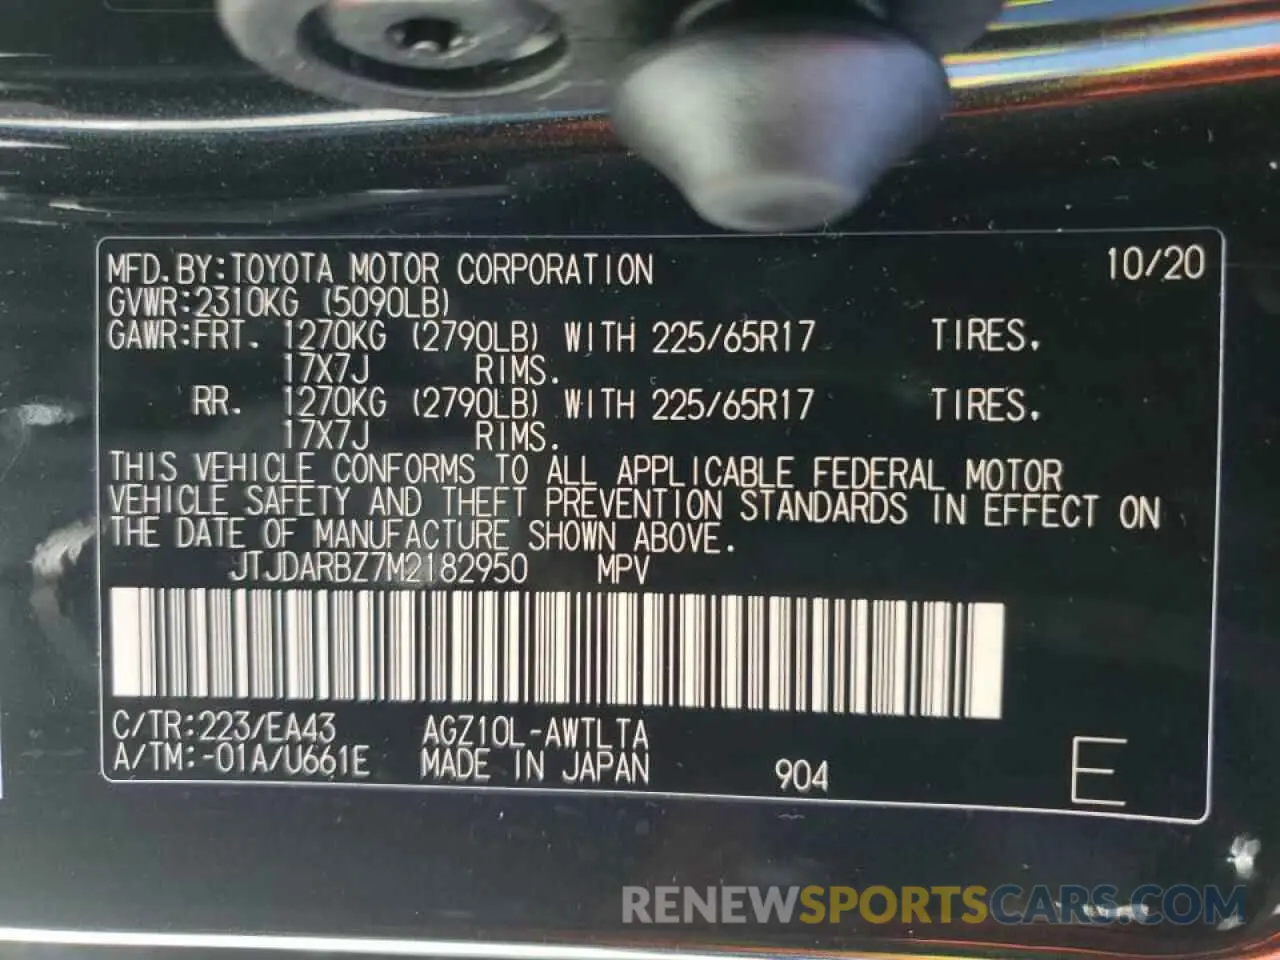 MFD.BY:TOYOTA MOTOR CORPORATION 10/20
GVWR:2310KG (5090LB)
GAWR:FRT. 1270KG (2790LB) WITH 225/65R17 TIRES.
17X7J RIMS.
RR. 1270KG (2790LB) WITH 225/65R17 TIRES.
17X7J RIMS.
THIS VEHICLE CONFORMS TO ALL APPLICABLE FEDERAL MOTOR
VEHICLE SAFETY AND THEFT PREVENTION STANDARDS IN EFFECT ON
THE DATE OF MANUFACTURE SHOWN ABOVE.
JTJDARBZ7M2182950 MPV
C/TR:223/EA43 AGZ10L-AWTLTA
A/TM:-01A/U661E MADE IN JAPAN 904 E
RENEWSPORTSCARS.COM